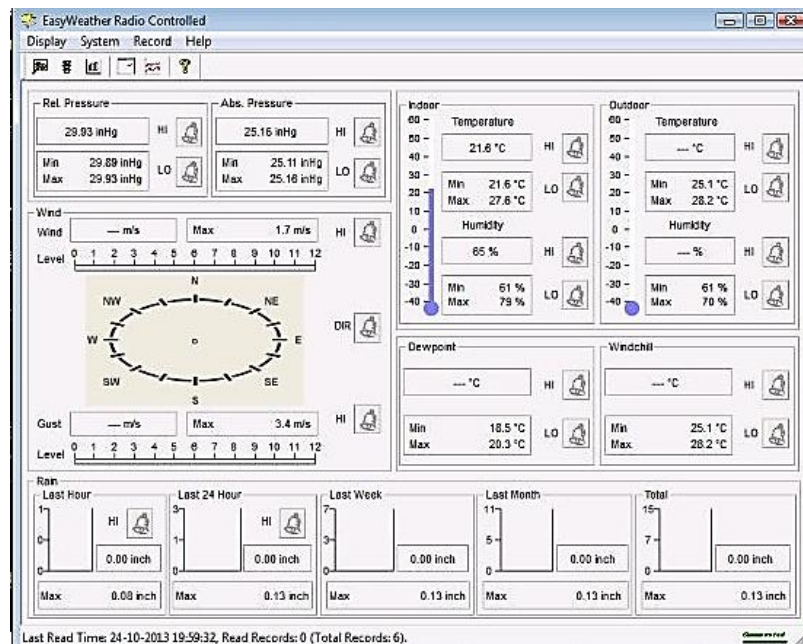 EasyWeather Radio Controlled
Display System Record Help
Rel. Pressure
29.93 inHg HI
Min 29.89 inHg LO
Max 29.93 inHg
Abs. Pressure
25.16 inHg HI
Min 25.11 inHg LO
Max 25.16 inHg
Wind
Wind --- m/s Max 1.7 m/s HI
Level 0 1 2 3 4 5 6 7 8 9 10 11 12
N
NW NE
W E DIR
SW SE
S
Gust --- m/s Max 3.4 m/s HI
Level 0 1 2 3 4 5 6 7 8 9 10 11 12
Indoor
60
50
40
30
20
10
0
-10
-20
-30
-40
Temperature
21.6 °C HI
Min 21.6 °C LO
Max 27.6 °C
Humidity
65 % HI
Min 61 % LO
Max 79 %
Outdoor
60
50
40
30
20
10
0
-10
-20
-30
-40
Temperature
--- °C HI
Min 25.1 °C LO
Max 28.2 °C
Humidity
--- % HI
Min 61 % LO
Max 70 %
Dewpoint
--- °C HI
Min 18.5 °C LO
Max 20.3 °C
Windchill
--- °C HI
Min 25.1 °C LO
Max 28.2 °C
Rain
Last Hour
1
0
0
HI
0.00 inch
Max 0.08 inch
Last 24 Hour
3
1
0
HI
0.00 inch
Max 0.13 inch
Last Week
7
3
0
0.00 inch
Max 0.13 inch
Last Month
11
5
0
0.00 inch
Max 0.13 inch
Total
15
7
0
0.00 inch
Max 0.13 inch
Last Read Time: 24-10-2013 19:59:32, Read Records: 0 (Total Records: 6).